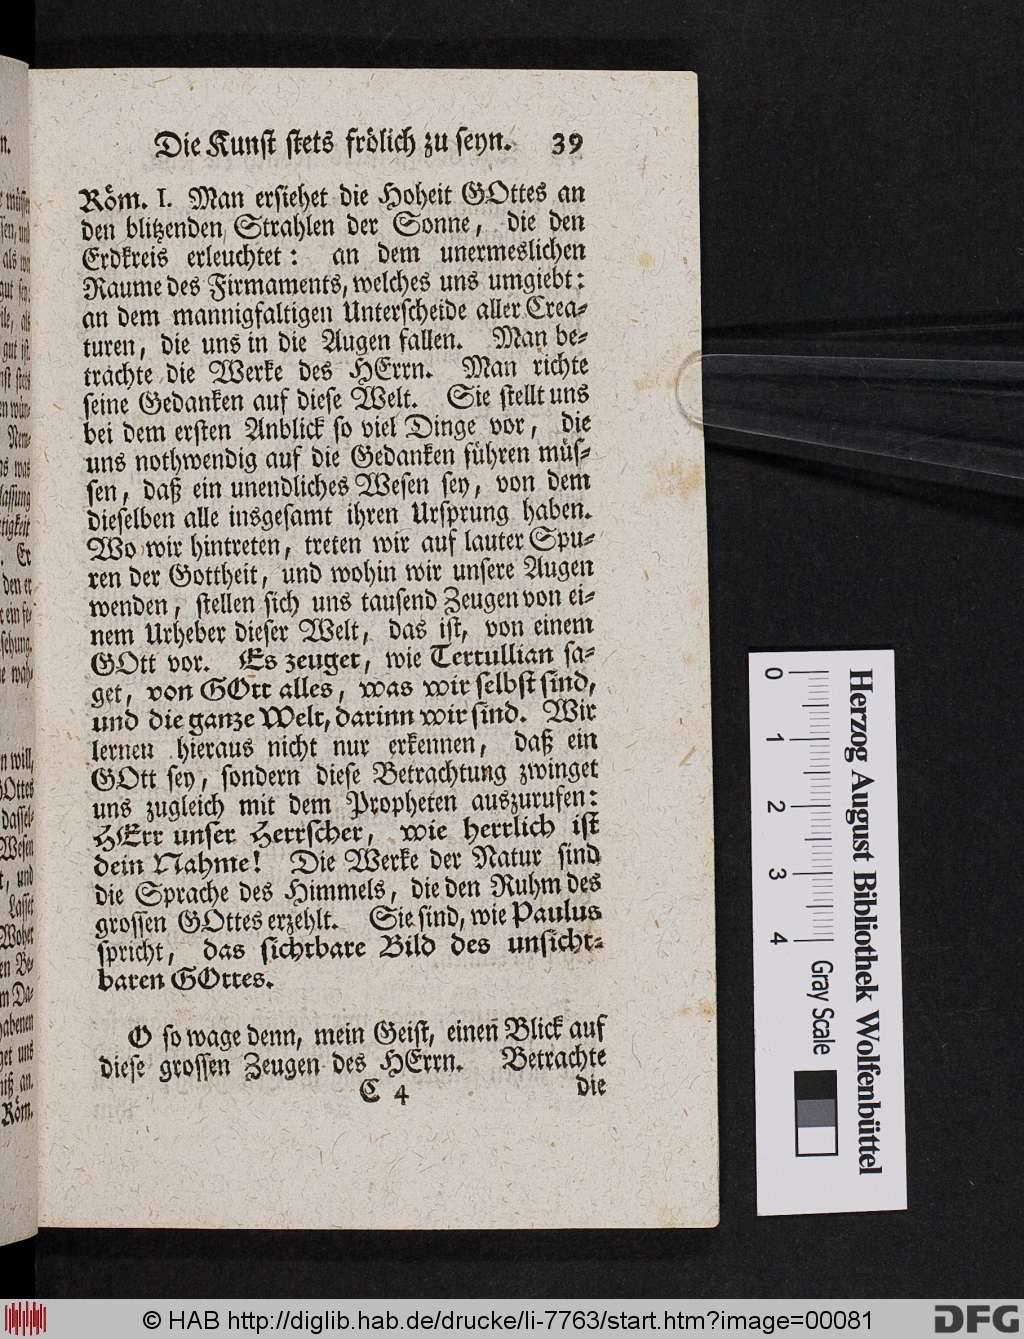 Die Kunst stets frölich zu seyn. 39
Röm. I. Man ersiehet die Hoheit GOttes an
den blitzenden Strahlen der Sonne, die den
Erdkreis erleuchtet: an dem unermeslichen
Raume des Firmaments, welches uns umgiebt:
an dem mannigfaltigen Unterscheide aller Crea-
turen, die uns in die Augen fallen. Man be-
trachte die Werke des HErrn. Man richte
seine Gedanken auf diese Welt. Sie stellt uns
bei dem ersten Anblick so viel Dinge vor, die
uns nothwendig auf die Gedanken führen müs-
sen, daß ein unendliches Wesen sey, von dem
dieselben alle insgesamt ihren Ursprung haben.
Wo wir hintreten, treten wir auf lauter Spu-
ren der Gottheit, und wohin wir unsere Augen
wenden, stellen sich uns tausend Zeugen von ei-
nem Urheber dieser Welt, das ist, von einem
GOtt vor. Es zeuget, wie Tertullian sa-
get, von GOtt alles, was wir selbst sind,
und die ganze Welt, darinn wir sind. Wir
lernen hieraus nicht nur erkennen, daß ein
GOtt sey, sondern diese Betrachtung zwinget
uns zugleich mit dem Propheten auszurufen:
HErr unser Herrscher, wie herrlich ist
dein Nahme! Die Werke der Natur sind
die Sprache des Himmels, die den Ruhm des
grossen GOttes erzehlt. Sie sind, wie Paulus
spricht, das sichtbare Bild des unsicht-
baren GOttes.
O so wage denn, mein Geist, einen Blick auf
diese grossen Zeugen des HErrn. Betrachte
C 4 die
0 1 2 3 4
Herzog August Bibliothek Wolfenbüttel
Gray Scale
© HAB http://diglib.hab.de/drucke/li-7763/start.htm?image=00081
DFG